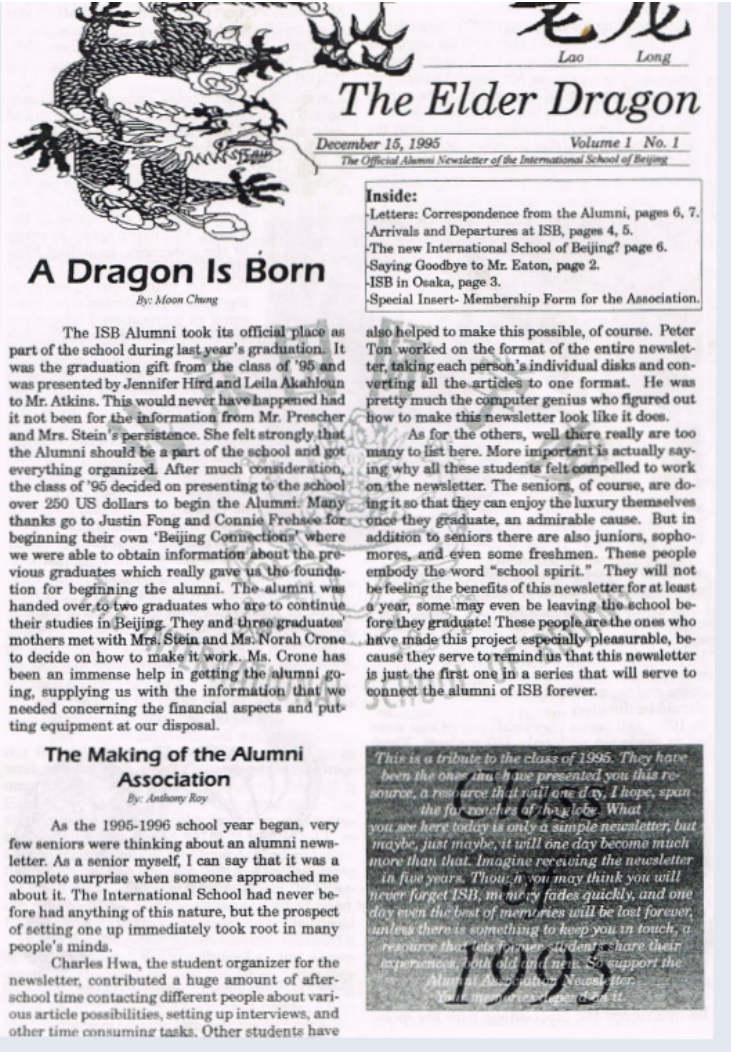 老龙
Lao Long
The Elder Dragon
December 15, 1995 Volume 1 No. 1
The Official Alumni Newsletter of the International School of Beijing
Inside:
-Letters: Correspondence from the Alumni, pages 6, 7.
-Arrivals and Departures at ISB, pages 4, 5.
-The new International School of Beijing? page 6.
-Saying Goodbye to Mr. Eaton, page 2.
-ISB in Osaka, page 3.
-Special Insert- Membership Form for the Association.
A Dragon Is Born
By: Moon Chung
The ISB Alumni took its official place as
part of the school during last year's graduation. It
was the graduation gift from the class of '95 and
was presented by Jennifer Hird and Leila Akahloun
to Mr. Atkins. This would never have happened had
it not been for the information from Mr. Prescher
and Mrs. Stein's persistence. She felt strongly that
the Alumni should be a part of the school and got
everything organized. After much consideration,
the class of '95 decided on presenting to the school
over 250 US dollars to begin the Alumni. Many
thanks go to Justin Fong and Connie Frehsee for
beginning their own 'Beijing Connections' where
we were able to obtain information about the pre-
vious graduates which really gave us the founda-
tion for beginning the alumni. The alumni was
handed over to two graduates who are to continue
their studies in Beijing. They and three graduates'
mothers met with Mrs. Stein and Ms. Norah Crone
to decide on how to make it work. Ms. Crone has
been an immense help in getting the alumni go-
ing, supplying us with the information that we
needed concerning the financial aspects and put-
ting equipment at our disposal.
The Making of the Alumni
Association
By: Anthony Roy
As the 1995-1996 school year began, very
few seniors were thinking about an alumni news-
letter. As a senior myself, I can say that it was a
complete surprise when someone approached me
about it. The International School had never be-
fore had anything of this nature, but the prospect
of setting one up immediately took root in many
people's minds.
Charles Hwa, the student organizer for the
newsletter, contributed a huge amount of after-
school time contacting different people about vari-
ous article possibilities, setting up interviews, and
other time consuming tasks. Other students have
also helped to make this possible, of course. Peter
Ton worked on the format of the entire newslet-
ter, taking each person's individual disks and con-
verting all the articles to one format. He was
pretty much the computer genius who figured out
how to make this newsletter look like it does.
As for the others, well there really are too
many to list here. More important is actually say-
ing why all these students felt compelled to work
on the newsletter. The seniors, of course, are do-
ing it so that they can enjoy the luxury themselves
once they graduate, an admirable cause. But in
addition to seniors there are also juniors, sopho-
mores, and even some freshmen. These people
embody the word "school spirit." They will not
be feeling the benefits of this newsletter for at least
a year, some may even be leaving the school be-
fore they graduate! These people are the ones who
have made this project especially pleasurable, be-
cause they serve to remind us that this newsletter
is just the first one in a series that will serve to
connect the alumni of ISB forever.
INTERNATIONAL SCHOOL OF BEIJING
This is a tribute to the class of 1995. They have
been the ones that have presented you this re-
source, a resource that will one day, I hope, span
the far reaches of the globe. What
you see here today is only a simple newsletter, but
maybe, just maybe, it will one day become much
more than that. Imagine receiving the newsletter
in five years. Though you may think you will
never forget ISB, memory fades quickly, and one
day even the best of memories will be lost forever,
unless there is something to keep you in touch, a
resource that lets former students share their
experiences, both old and new. So support the
Alumni Association Newsletter.
Your memories depend on it.
Class
of
1995